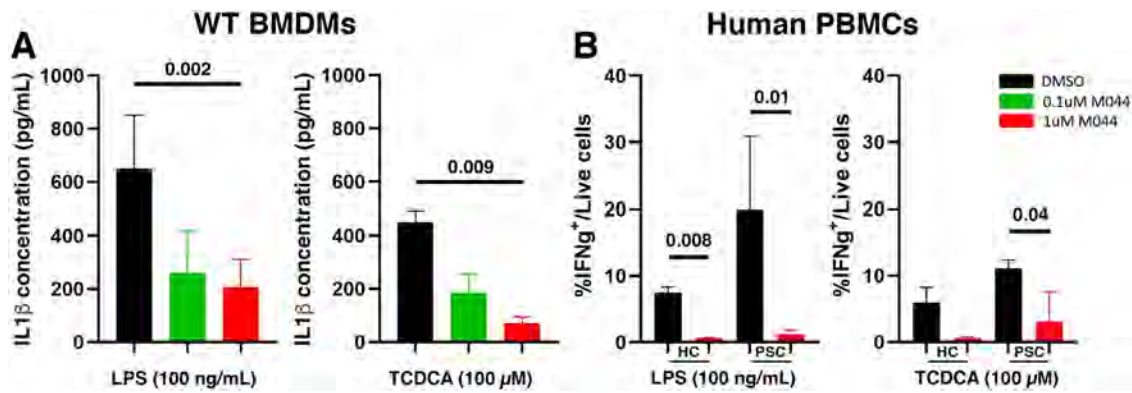 WT BMDMs
Human PBMCs
A
IL1β concentration (pg/mL)
1000
800
600
400
200
0
0.002
LPS (100 ng/mL)
IL1β concentration (pg/mL)
1000
800
600
400
200
0
0.009
TCDCA (100 µM)
B
%IFNg+/Live cells
40
30
20
10
0
0.008
0.01
HC
PSC
LPS (100 ng/mL)
%IFNg+/Live cells
40
30
20
10
0
0.04
HC
PSC
TCDCA (100 µM)
DMSO
0.1uM M044
1uM M044